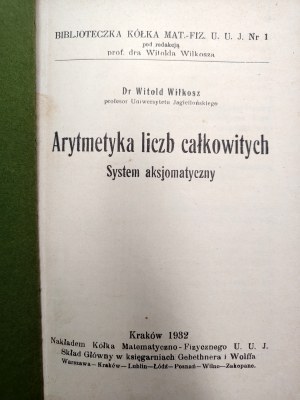 BIBLJOTECZKA KÓŁKA MAT.-FIZ. U. U. J. Nr 1
pod redakcją
prof. dra Witolda Wilkosza
Dr Witold Wilkosz
profesor Uniwersytetu Jagiellońskiego
Arytmetyka liczb całkowitych
System aksjomatyczny
Kraków 1932
Nakładem Kółka Matematyczno-Fizycznego U. U. J.
Skład Główny w księgarniach Gebethnera i Wolffa
Warszawa—Kraków—Lublin—Łódź—Poznań—Wilno—Zakopane.